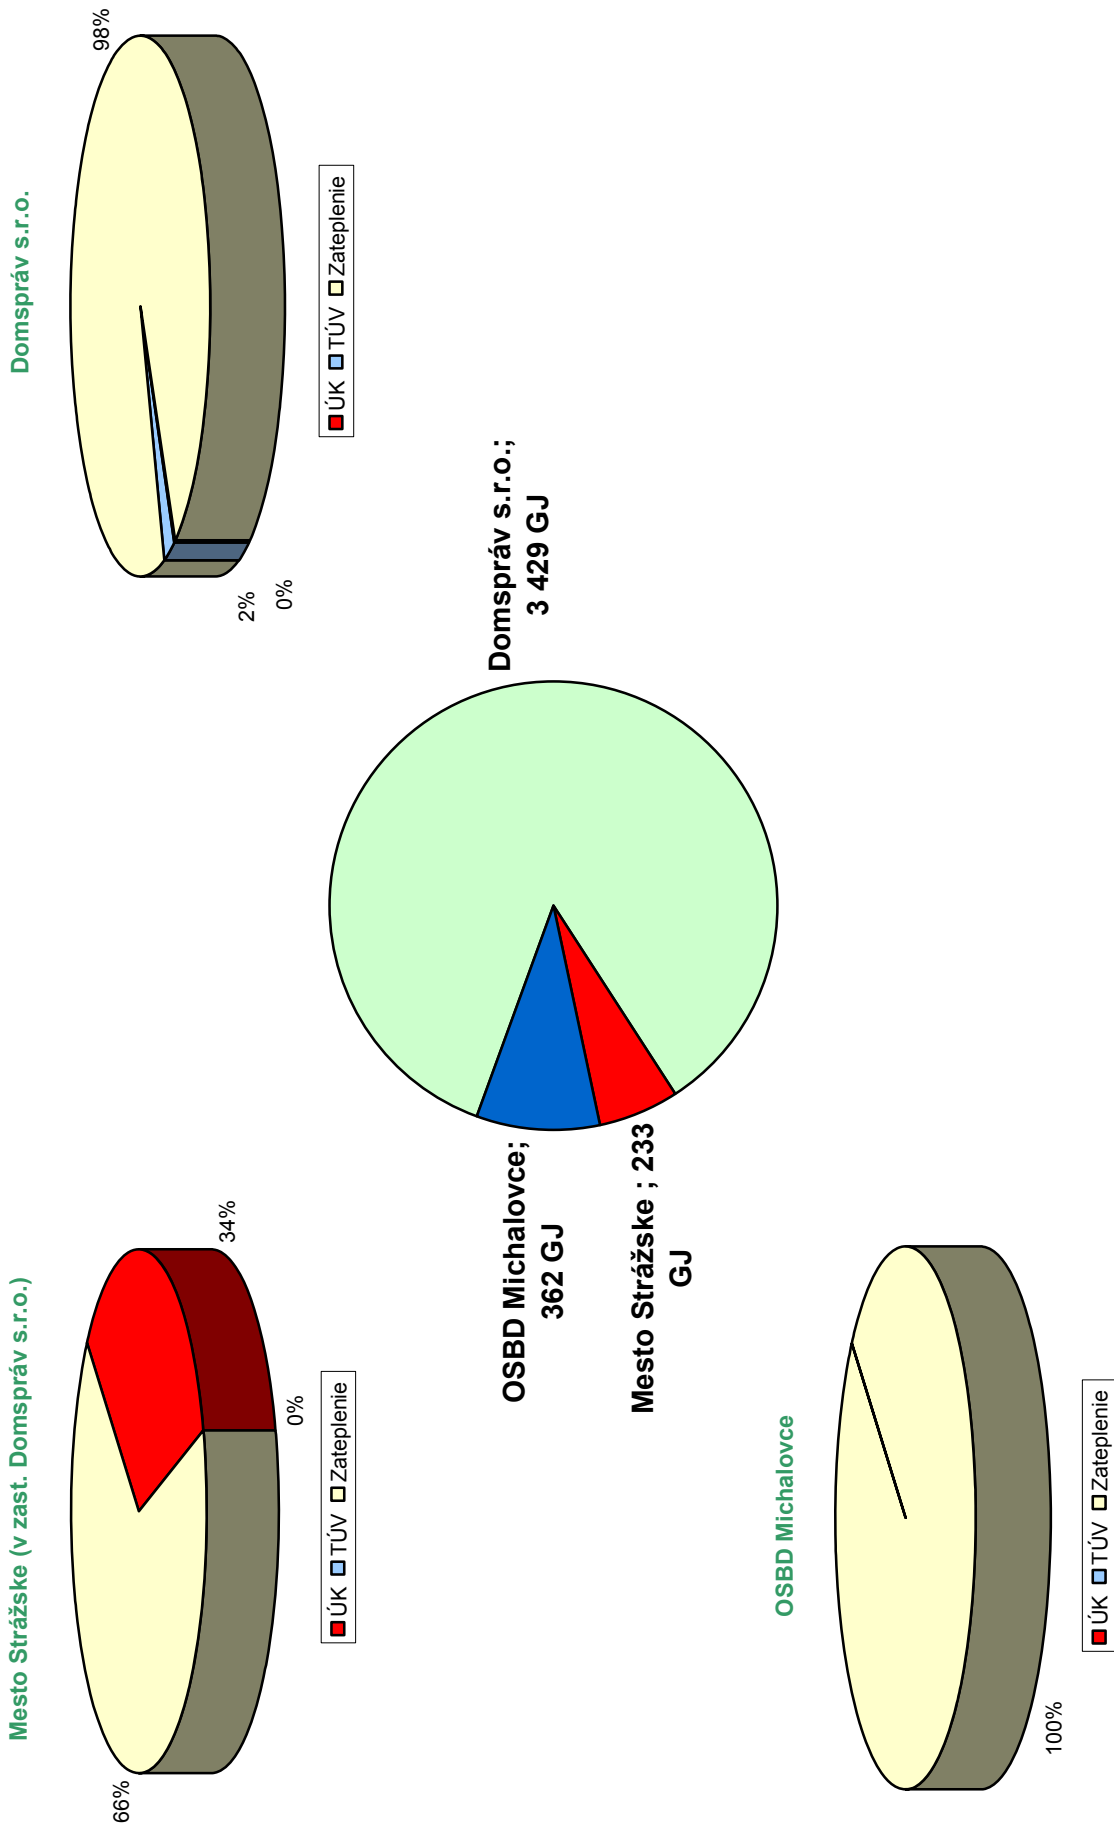 Mesto Strážske (v zast. Domspráv s.r.o.)
66%
34%
0%
ÚK TÚV Zateplenie
Domspráv s.r.o.
98%
2%
0%
ÚK TÚV Zateplenie
OSBD Michalovce;
362 GJ
Mesto Strážske ; 233
GJ
Domspráv s.r.o.;
3 429 GJ
OSBD Michalovce
100%
ÚK TÚV Zateplenie